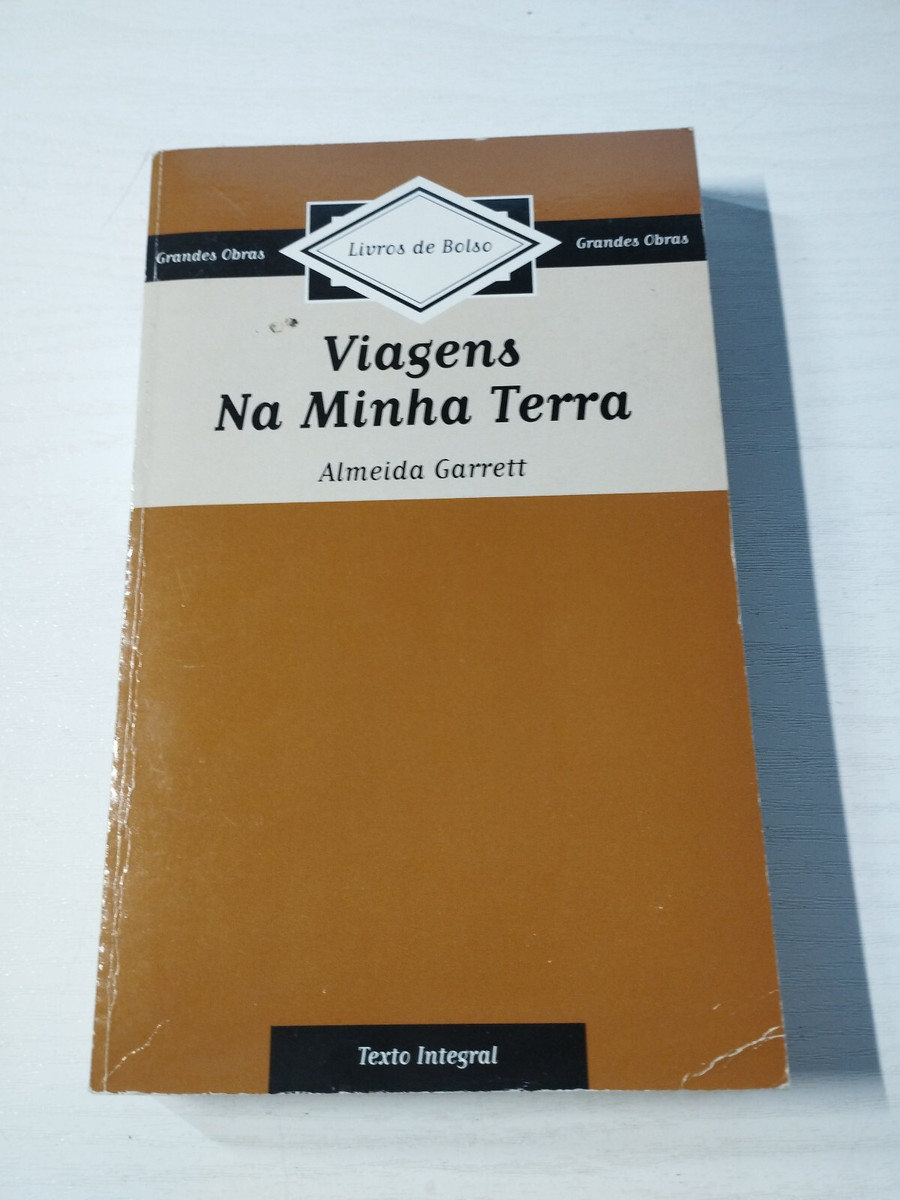 Grandes Obras
Livros de Bolso
Grandes Obras
Viagens
Na Minha Terra
Almeida Garrett
Texto Integral